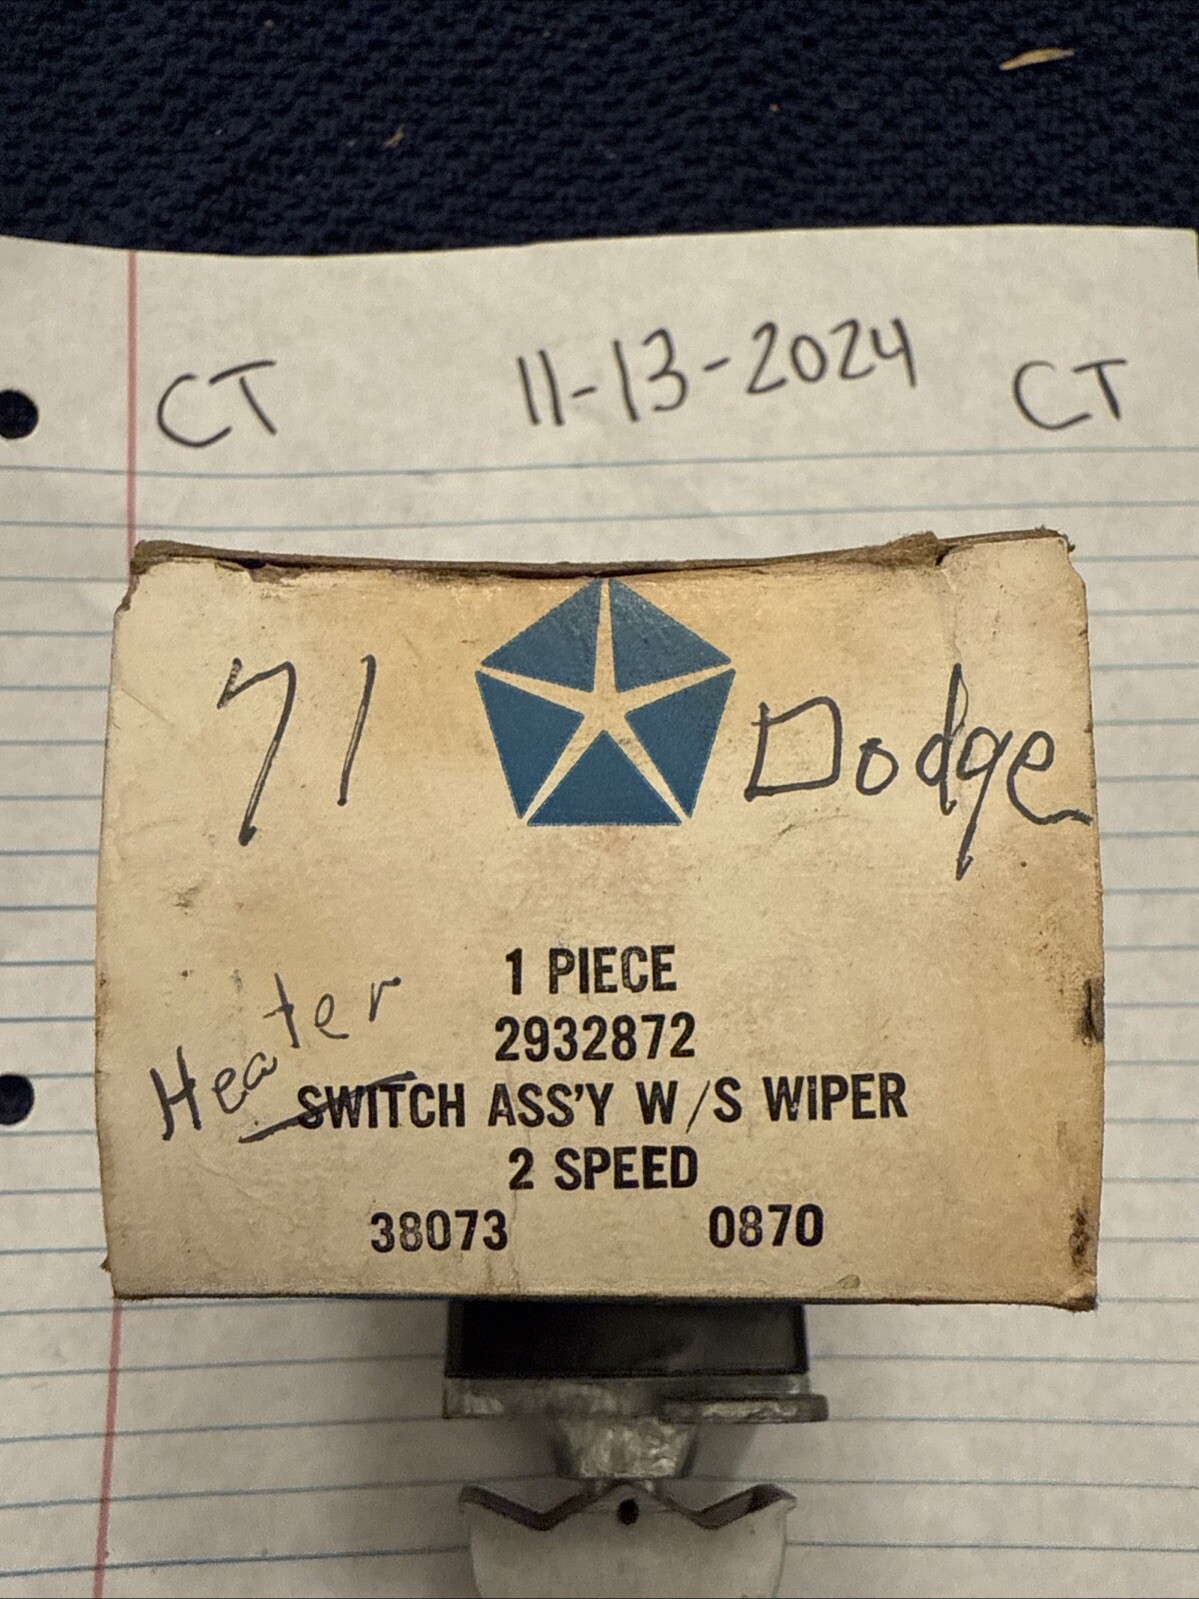 CT 11-13-2024 CT
71 Dodge
1 PIECE
2932872
Heater
SWITCH ASS'Y W/S WIPER
2 SPEED
38073 0870